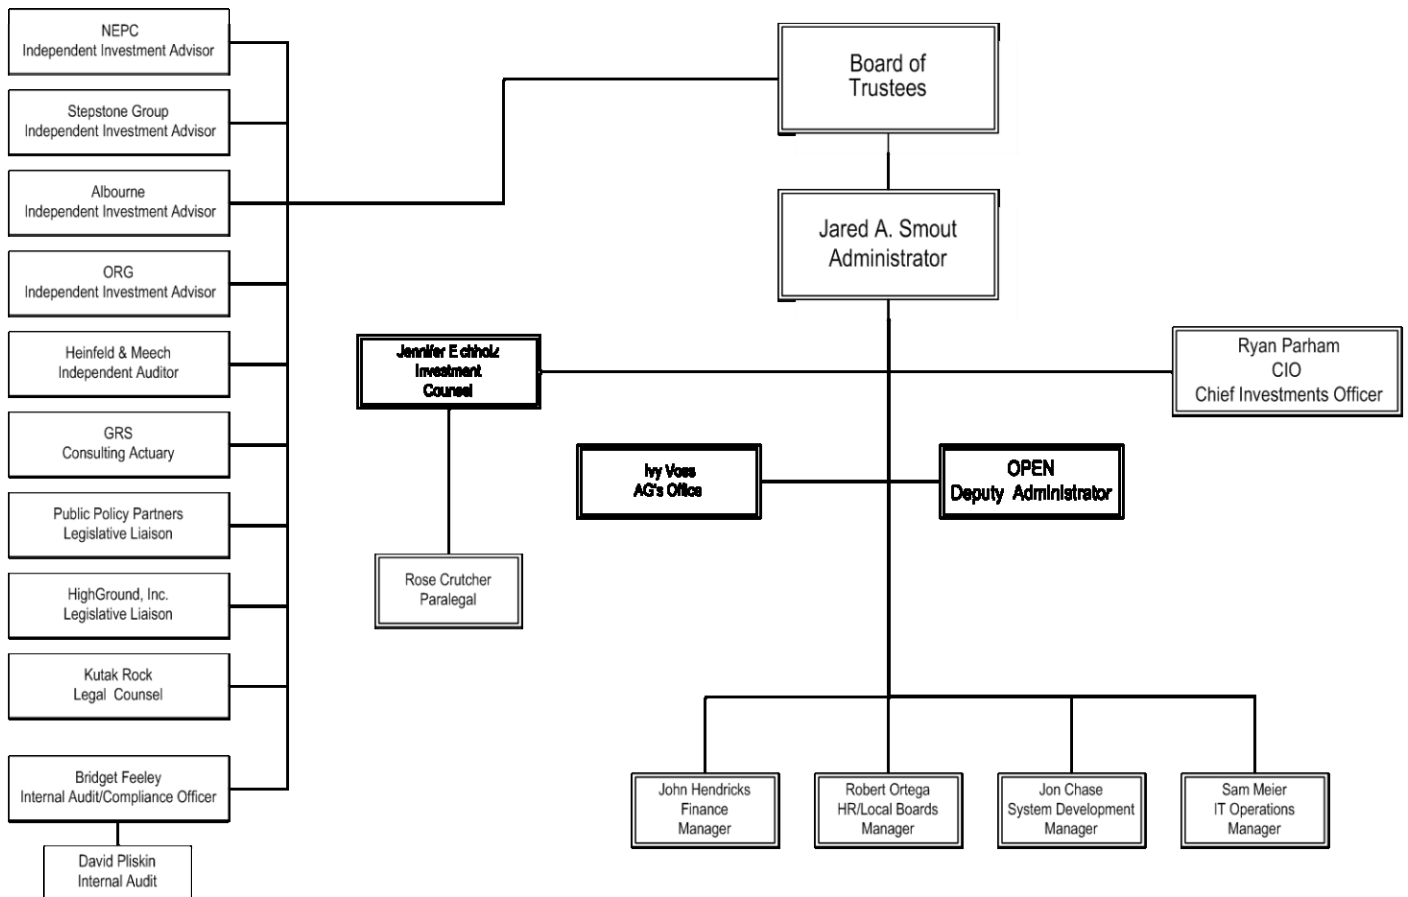 NEPC
Independent Investment Advisor
Stepstone Group
Independent Investment Advisor
Albourne
Independent Investment Advisor
ORG
Independent Investment Advisor
Heinfeld & Meech
Independent Auditor
GRS
Consulting Actuary
Public Policy Partners
Legislative Liaison
HighGround, Inc.
Legislative Liaison
Kutak Rock
Legal Counsel
Bridget Feeley
Internal Audit/Compliance Officer
David Pliskin
Internal Audit
Board of
Trustees
Jared A. Smout
Administrator
Jennifer Eichholz
Investment
Counsel
Ryan Parham
CIO
Chief Investments Officer
Ivy Voss
AG's Office
OPEN
Deputy Administrator
Rose Crutcher
Paralegal
John Hendricks
Finance
Manager
Robert Ortega
HR/Local Boards
Manager
Jon Chase
System Development
Manager
Sam Meier
IT Operations
Manager